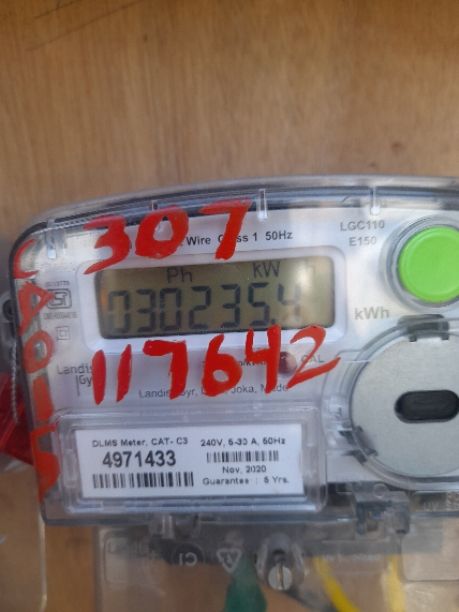 307
Wire Class 1 50Hz
LGC110
E150
Ph kW
030235.4
kWh
117642
CAL
Landis
Gyr
Joka,
DLMS Meter, CAT- C3
240V, 5-30 A, 50Hz
4971433
Nov, 2020
Guarantee : 5 Yrs.